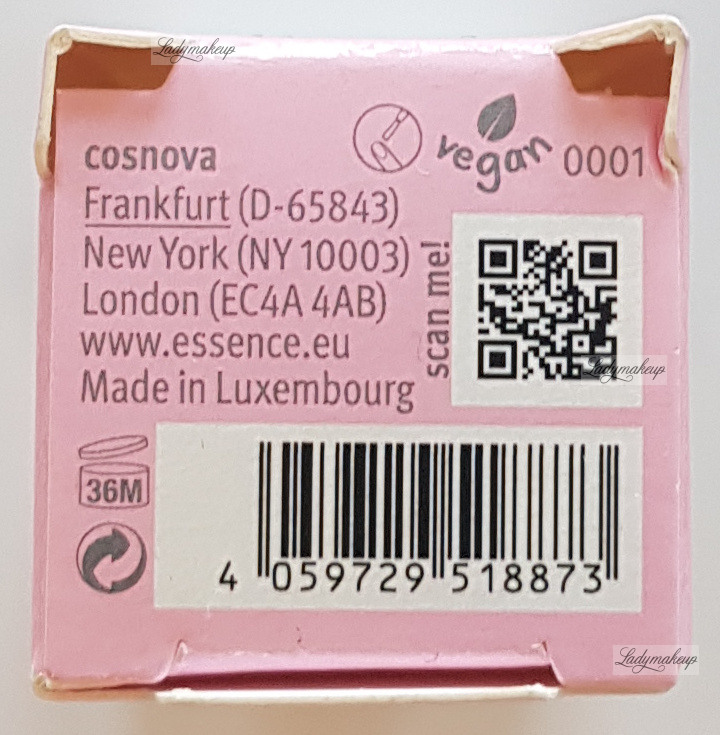 Ladymakeup
cosnova
vegan 0001
Frankfurt (D-65843)
New York (NY 10003)
London (EC4A 4AB)
www.essence.eu
Made in Luxembourg
scan me!
Ladymakeup
36M
4 059729 518873
Ladymakeup